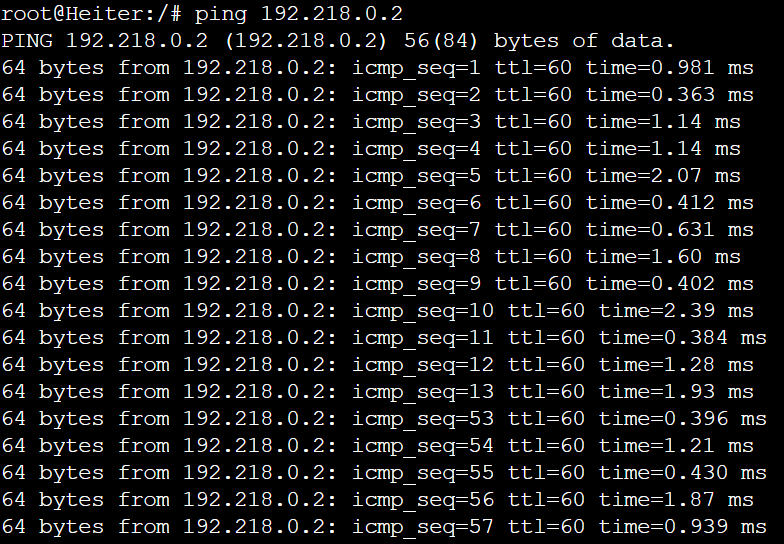 root@Heiter:/# ping 192.218.0.2
PING 192.218.0.2 (192.218.0.2) 56(84) bytes of data.
64 bytes from 192.218.0.2: icmp_seq=1 ttl=60 time=0.981 ms
64 bytes from 192.218.0.2: icmp_seq=2 ttl=60 time=0.363 ms
64 bytes from 192.218.0.2: icmp_seq=3 ttl=60 time=1.14 ms
64 bytes from 192.218.0.2: icmp_seq=4 ttl=60 time=1.14 ms
64 bytes from 192.218.0.2: icmp_seq=5 ttl=60 time=2.07 ms
64 bytes from 192.218.0.2: icmp_seq=6 ttl=60 time=0.412 ms
64 bytes from 192.218.0.2: icmp_seq=7 ttl=60 time=0.631 ms
64 bytes from 192.218.0.2: icmp_seq=8 ttl=60 time=1.60 ms
64 bytes from 192.218.0.2: icmp_seq=9 ttl=60 time=0.402 ms
64 bytes from 192.218.0.2: icmp_seq=10 ttl=60 time=2.39 ms
64 bytes from 192.218.0.2: icmp_seq=11 ttl=60 time=0.384 ms
64 bytes from 192.218.0.2: icmp_seq=12 ttl=60 time=1.28 ms
64 bytes from 192.218.0.2: icmp_seq=13 ttl=60 time=1.93 ms
64 bytes from 192.218.0.2: icmp_seq=53 ttl=60 time=0.396 ms
64 bytes from 192.218.0.2: icmp_seq=54 ttl=60 time=1.21 ms
64 bytes from 192.218.0.2: icmp_seq=55 ttl=60 time=0.430 ms
64 bytes from 192.218.0.2: icmp_seq=56 ttl=60 time=1.87 ms
64 bytes from 192.218.0.2: icmp_seq=57 ttl=60 time=0.939 ms